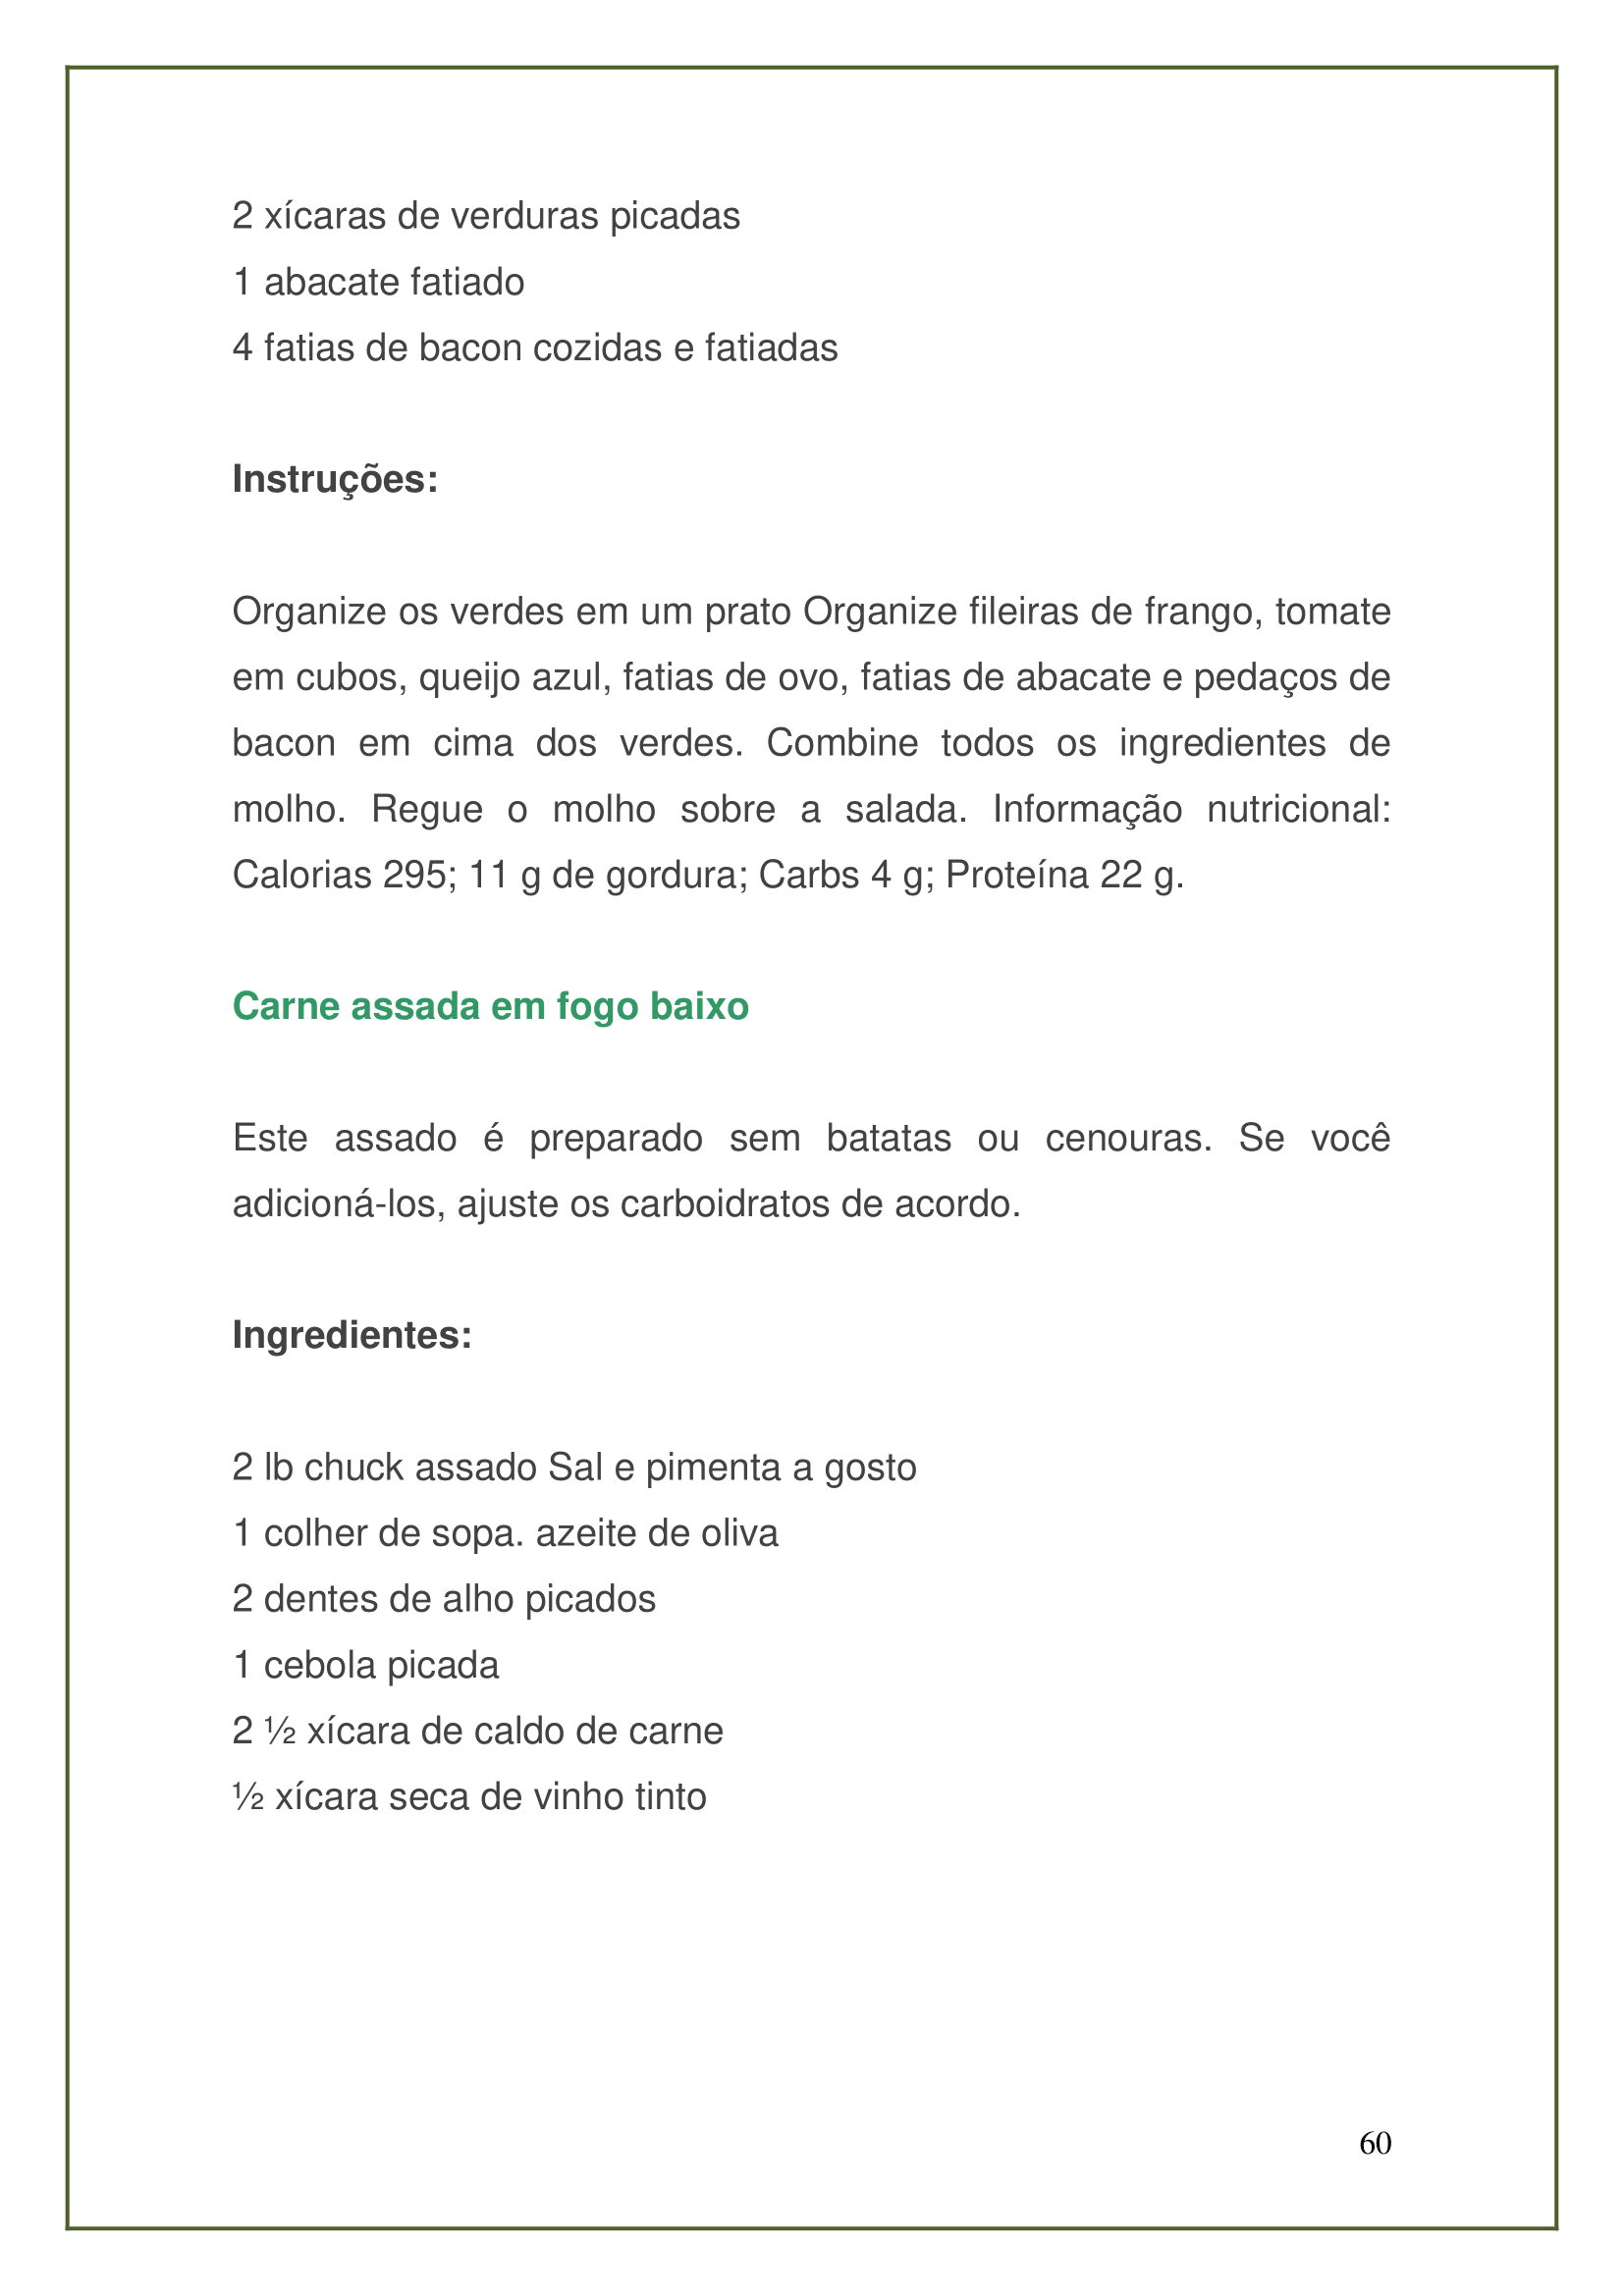 2 xícaras de verduras picadas
1 abacate fatiado
4 fatias de bacon cozidas e fatiadas
Instruções:
Organize os verdes em um prato Organize fileiras de frango, tomate
em cubos, queijo azul, fatias de ovo, fatias de abacate e pedaços de
bacon em cima dos verdes. Combine todos os ingredientes de
molho. Regue o molho sobre a salada. Informação nutricional:
Calorias 295; 11 g de gordura; Carbs 4 g; Proteína 22 g.
Carne assada em fogo baixo
Este assado é preparado sem batatas ou cenouras. Se você
adicioná-los, ajuste os carboidratos de acordo.
Ingredientes:
2 lb chuck assado Sal e pimenta a gosto
1 colher de sopa. azeite de oliva
2 dentes de alho picados
1 cebola picada
2 ½ xícara de caldo de carne
½ xícara seca de vinho tinto
60